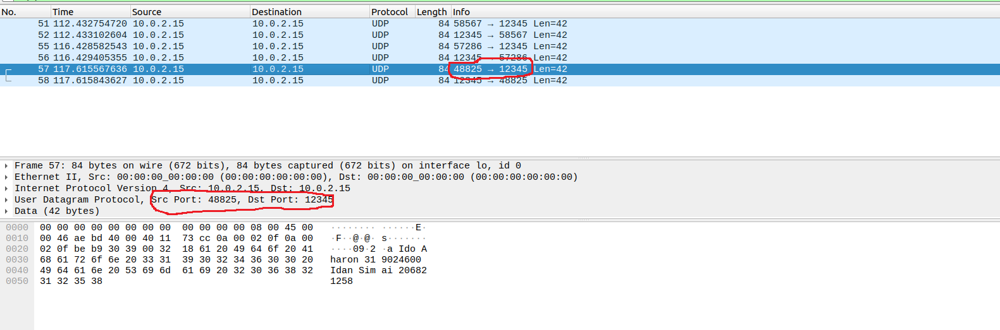 No. Time Source Destination Protocol Length Info
51 112.432754720 10.0.2.15 10.0.2.15 UDP 84 58567 → 12345 Len=42
52 112.433102604 10.0.2.15 10.0.2.15 UDP 84 12345 → 58567 Len=42
55 116.428582543 10.0.2.15 10.0.2.15 UDP 84 57286 → 12345 Len=42
56 116.429405355 10.0.2.15 10.0.2.15 UDP 84 12345 → 57286 Len=42
57 117.615567636 10.0.2.15 10.0.2.15 UDP 84 48825 → 12345 Len=42
58 117.615843627 10.0.2.15 10.0.2.15 UDP 84 12345 → 48825 Len=42
Frame 57: 84 bytes on wire (672 bits), 84 bytes captured (672 bits) on interface lo, id 0
Ethernet II, Src: 00:00:00_00:00:00 (00:00:00:00:00:00), Dst: 00:00:00_00:00:00 (00:00:00:00:00:00)
Internet Protocol Version 4, Src: 10.0.2.15, Dst: 10.0.2.15
User Datagram Protocol, Src Port: 48825, Dst Port: 12345
Data (42 bytes)
0000 00 00 00 00 00 00 00 00 00 00 00 00 08 00 45 00 ········ ······E·
0010 00 46 ae bd 40 00 40 11 73 cc 0a 00 02 0f 0a 00 ·F··@·@· s·······
0020 02 0f be b9 30 39 00 32 18 61 20 49 64 6f 20 41 ····09·2 ·a Ido A
0030 68 61 72 6f 6e 20 33 31 39 30 32 34 36 30 30 20 haron 31 9024600
0040 49 64 61 6e 20 53 69 6d 61 69 20 32 30 36 38 32 Idan Sim ai 20682
0050 31 32 35 38 1258